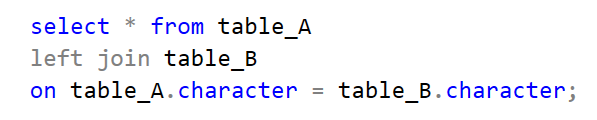 select * from table_A
left join table_B
on table_A.character = table_B.character;